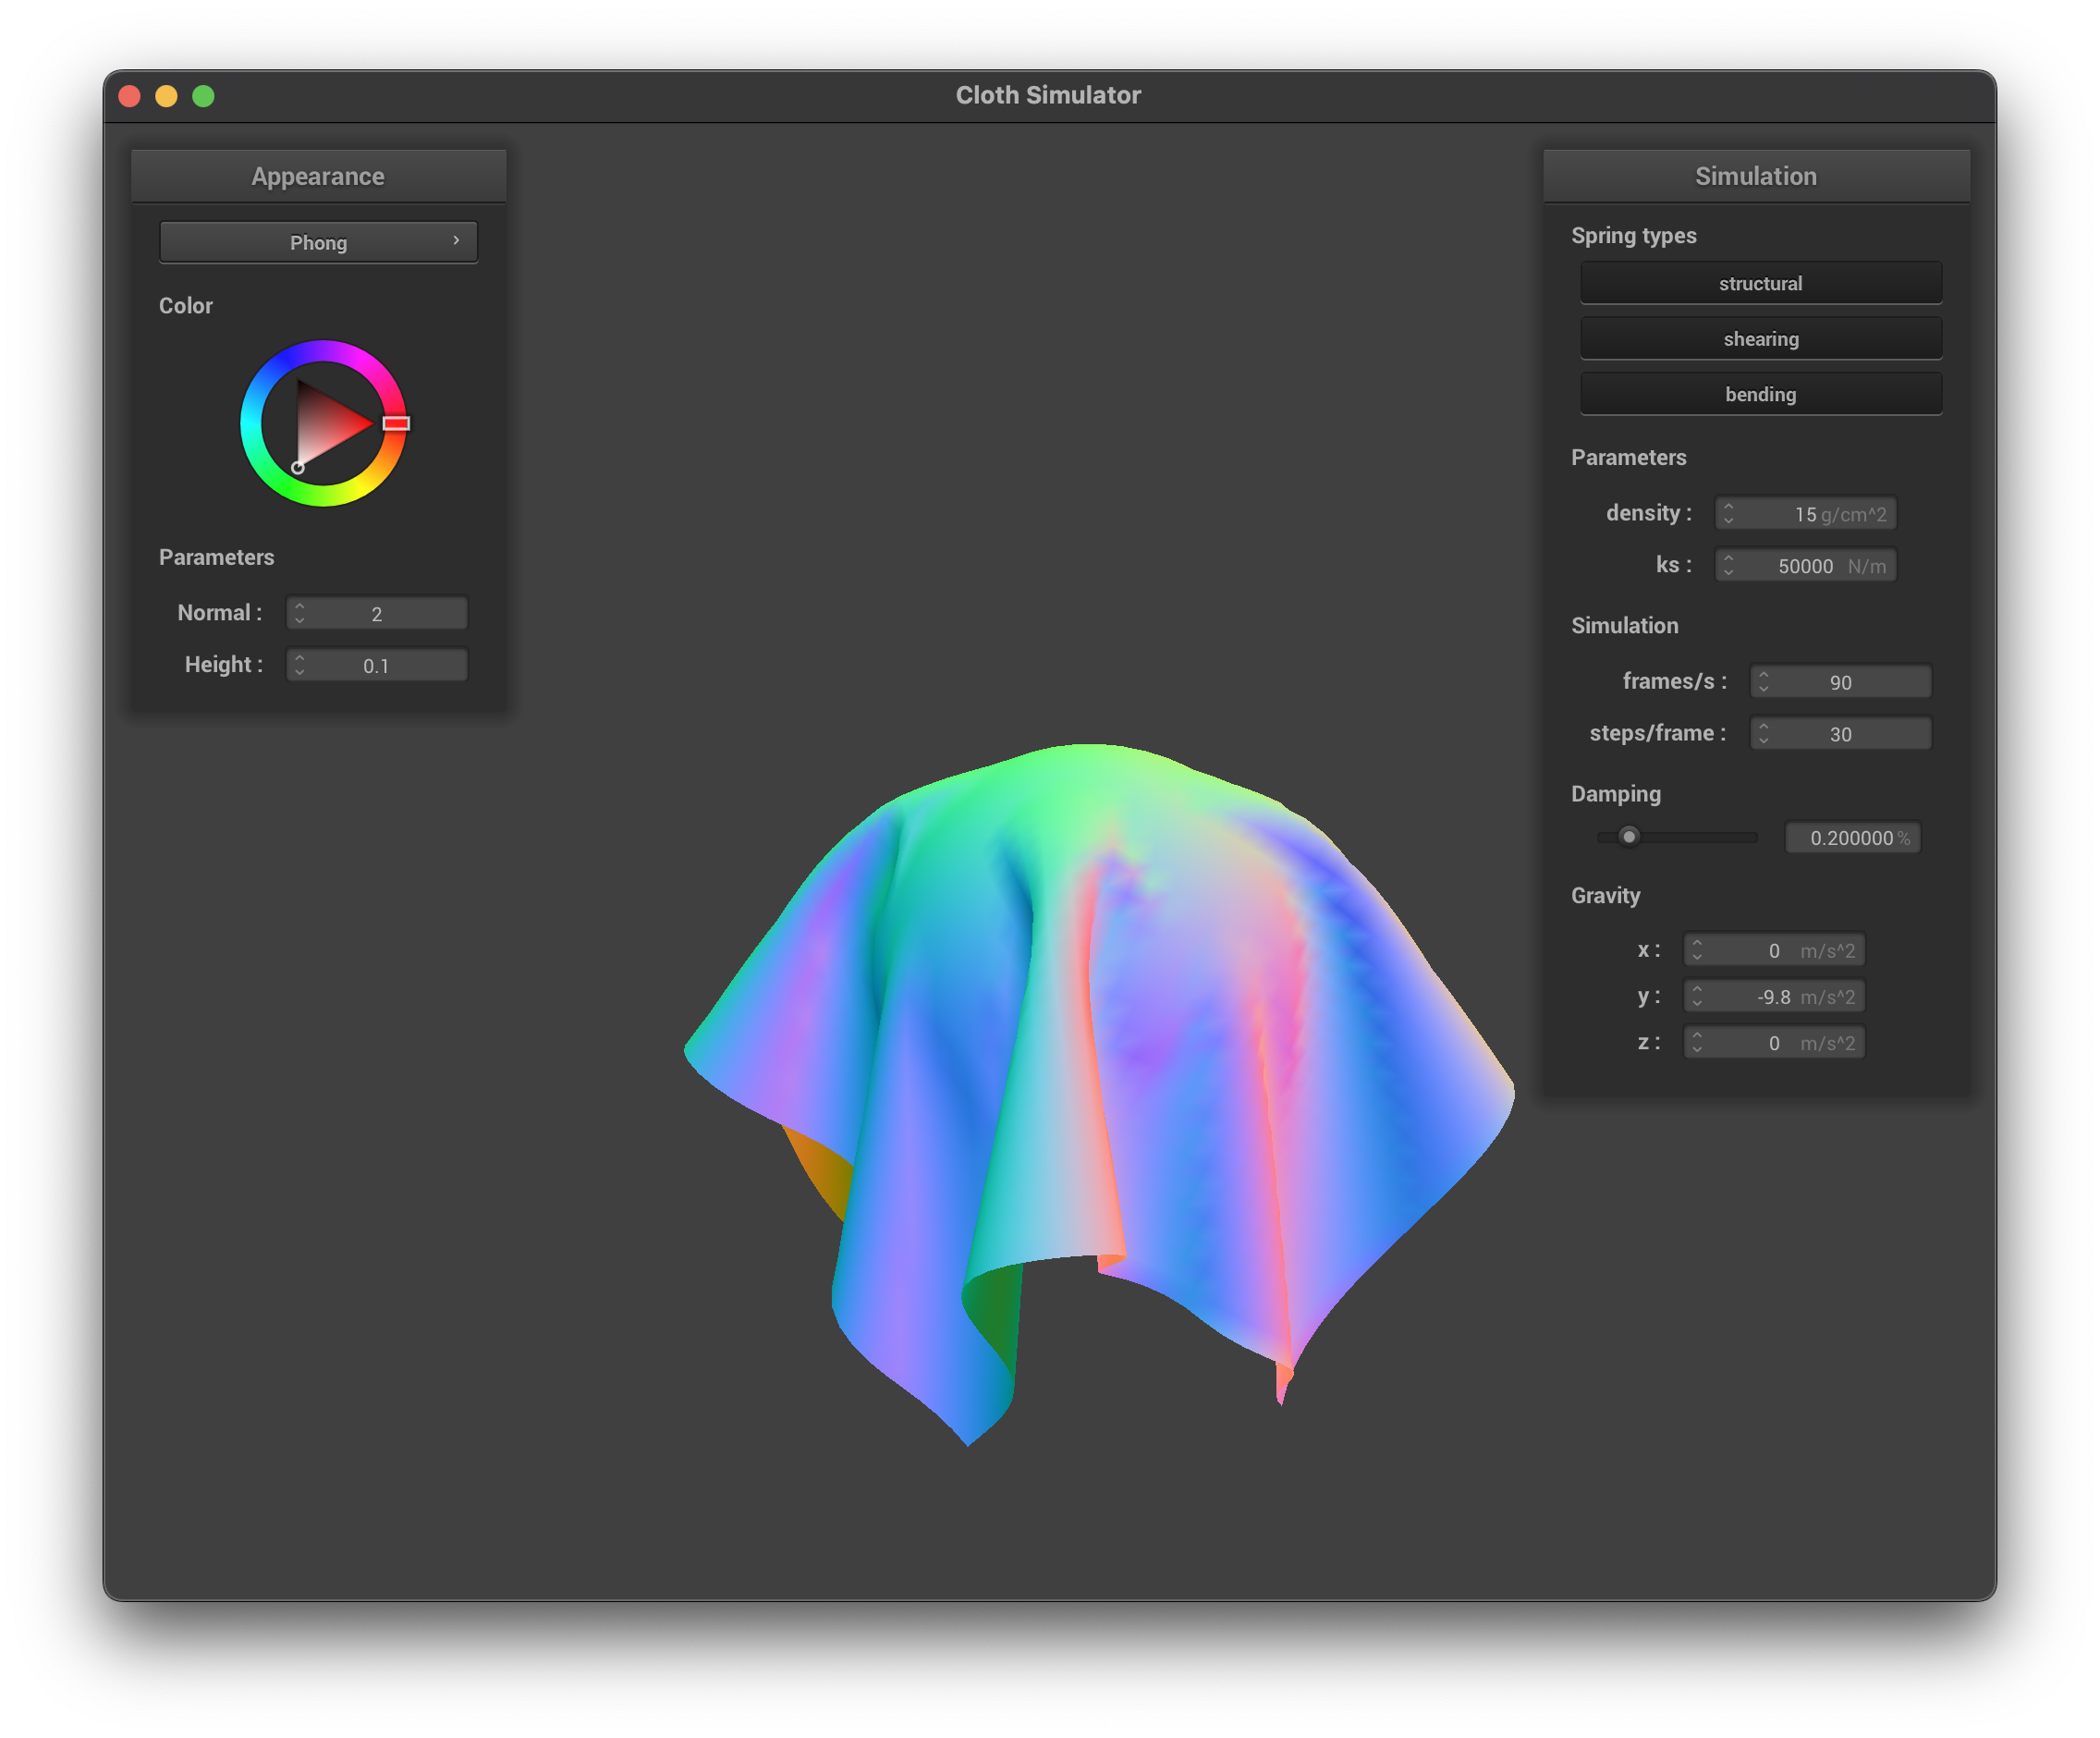 Cloth Simulator
Appearance
Phong
Color
Parameters
Normal : 2
Height : 0.1
Simulation
Spring types
structural
shearing
bending
Parameters
density : 15 g/cm^2
ks : 50000 N/m
Simulation
frames/s : 90
steps/frame : 30
Damping
0.200000 %
Gravity
x : 0 m/s^2
y : -9.8 m/s^2
z : 0 m/s^2